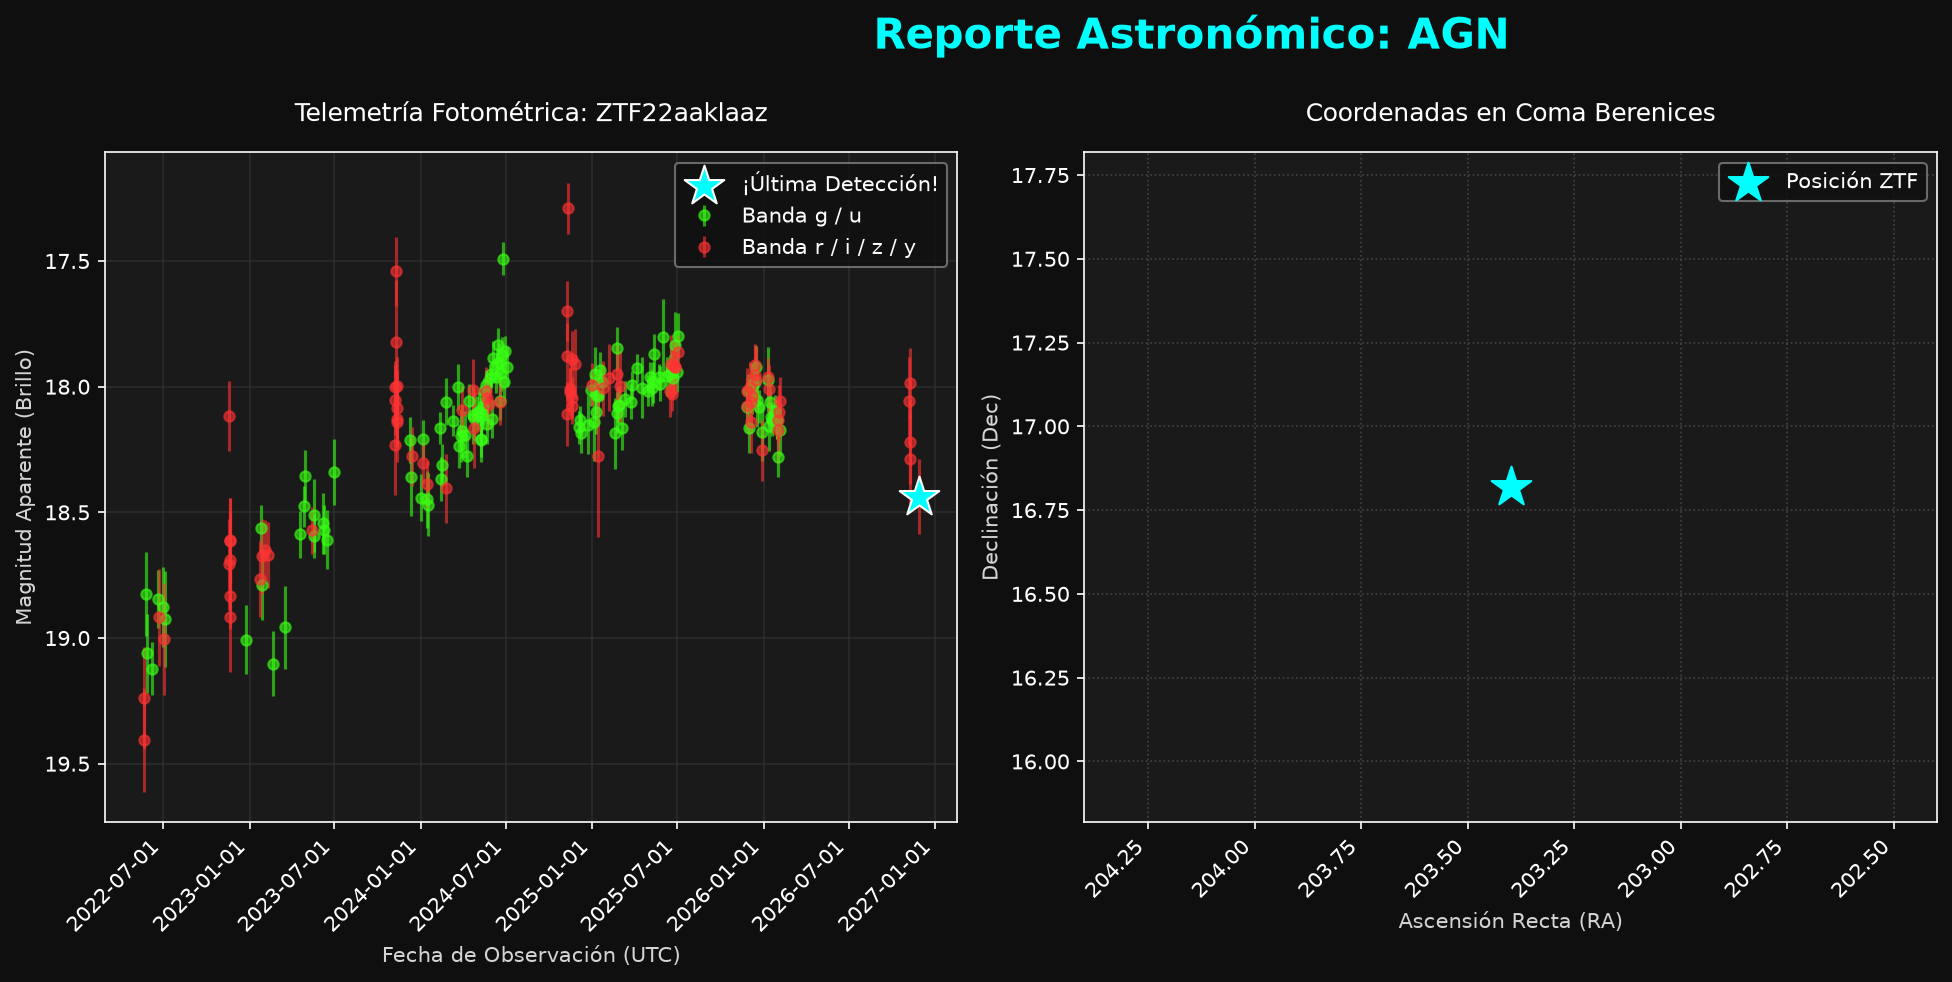 Reporte Astronómico: AGN
Telemetría Fotométrica: ZTF22aaklaaz
¡Última Detección!
Banda g / u
Banda r / i / z / y
Magnitud Aparente (Brillo)
17.5
18.0
18.5
19.0
19.5
2022-07-01
2023-01-01
2023-07-01
2024-01-01
2024-07-01
2025-01-01
2025-07-01
2026-01-01
2026-07-01
2027-01-01
Fecha de Observación (UTC)
Coordenadas en Coma Berenices
Posición ZTF
Declinación (Dec)
17.75
17.50
17.25
17.00
16.75
16.50
16.25
16.00
204.25
204.00
203.75
203.50
203.25
203.00
202.75
202.50
Ascensión Recta (RA)